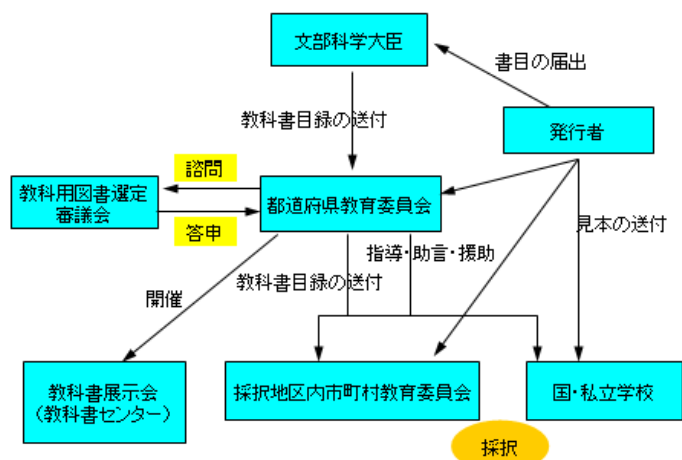 文部科学大臣
書目の届出
教科書目録の送付
発行者
諮問
教科用図書選定
審議会
都道府県教育委員会
答申
見本の送付
指導・助言・援助
教科書目録の送付
開催
教科書展示会
(教科書センター)
採択地区内市町村教育委員会
国・私立学校
採択